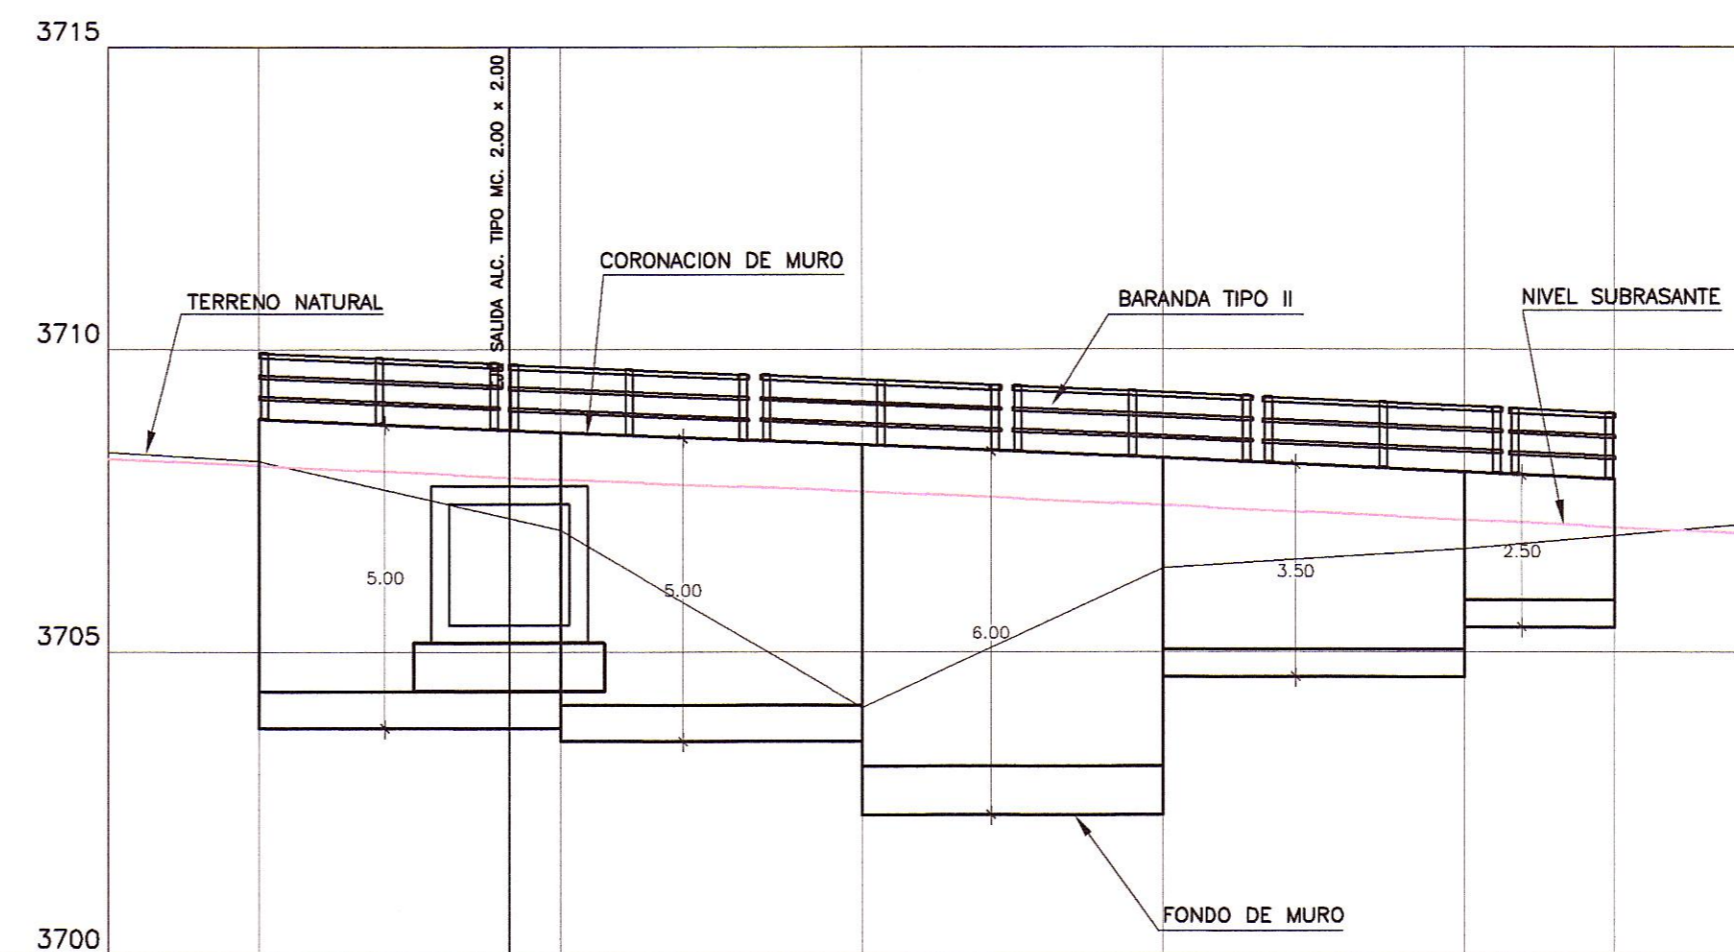 3715
SALIDA ALC. TIPO MC. 2.00 x 2.00
CORONACION DE MURO
TERRENO NATURAL
BARANDA TIPO II
NIVEL SUBRASANTE
3710
5.00
5.00
6.00
3.50
2.50
3705
FONDO DE MURO
3700